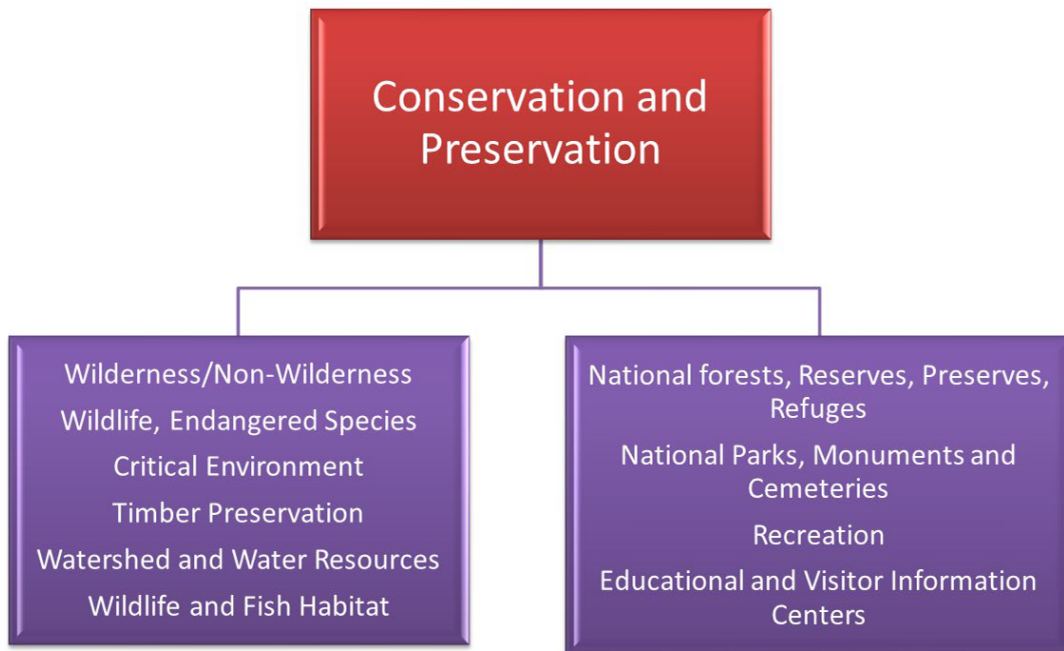 Conservation and
Preservation
Wilderness/Non-Wilderness
Wildlife, Endangered Species
Critical Environment
Timber Preservation
Watershed and Water Resources
Wildlife and Fish Habitat
National forests, Reserves, Preserves,
Refuges
National Parks, Monuments and
Cemeteries
Recreation
Educational and Visitor Information
Centers